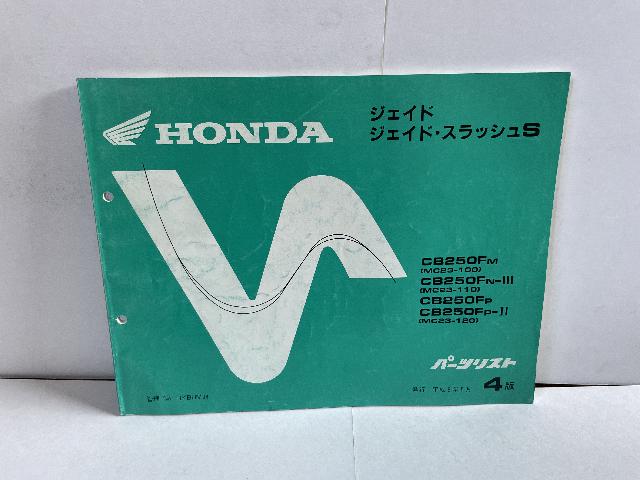 HONDA
ジェイド
ジェイド・スラッシュS
CB250FM
(MC23-100)
CB250FN-III
(MC23-110)
CB250FP
CB250FP-II
(MC23-120)
パーツリスト
4版